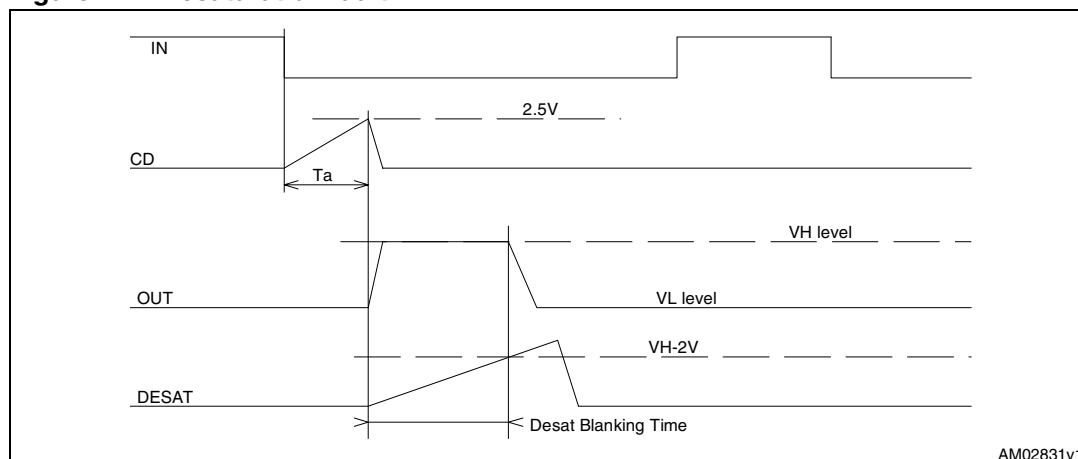 IN
2.5V
CD
Ta
VH level
OUT
VL level
VH-2V
DESAT
Desat Blanking Time
AM02831v1